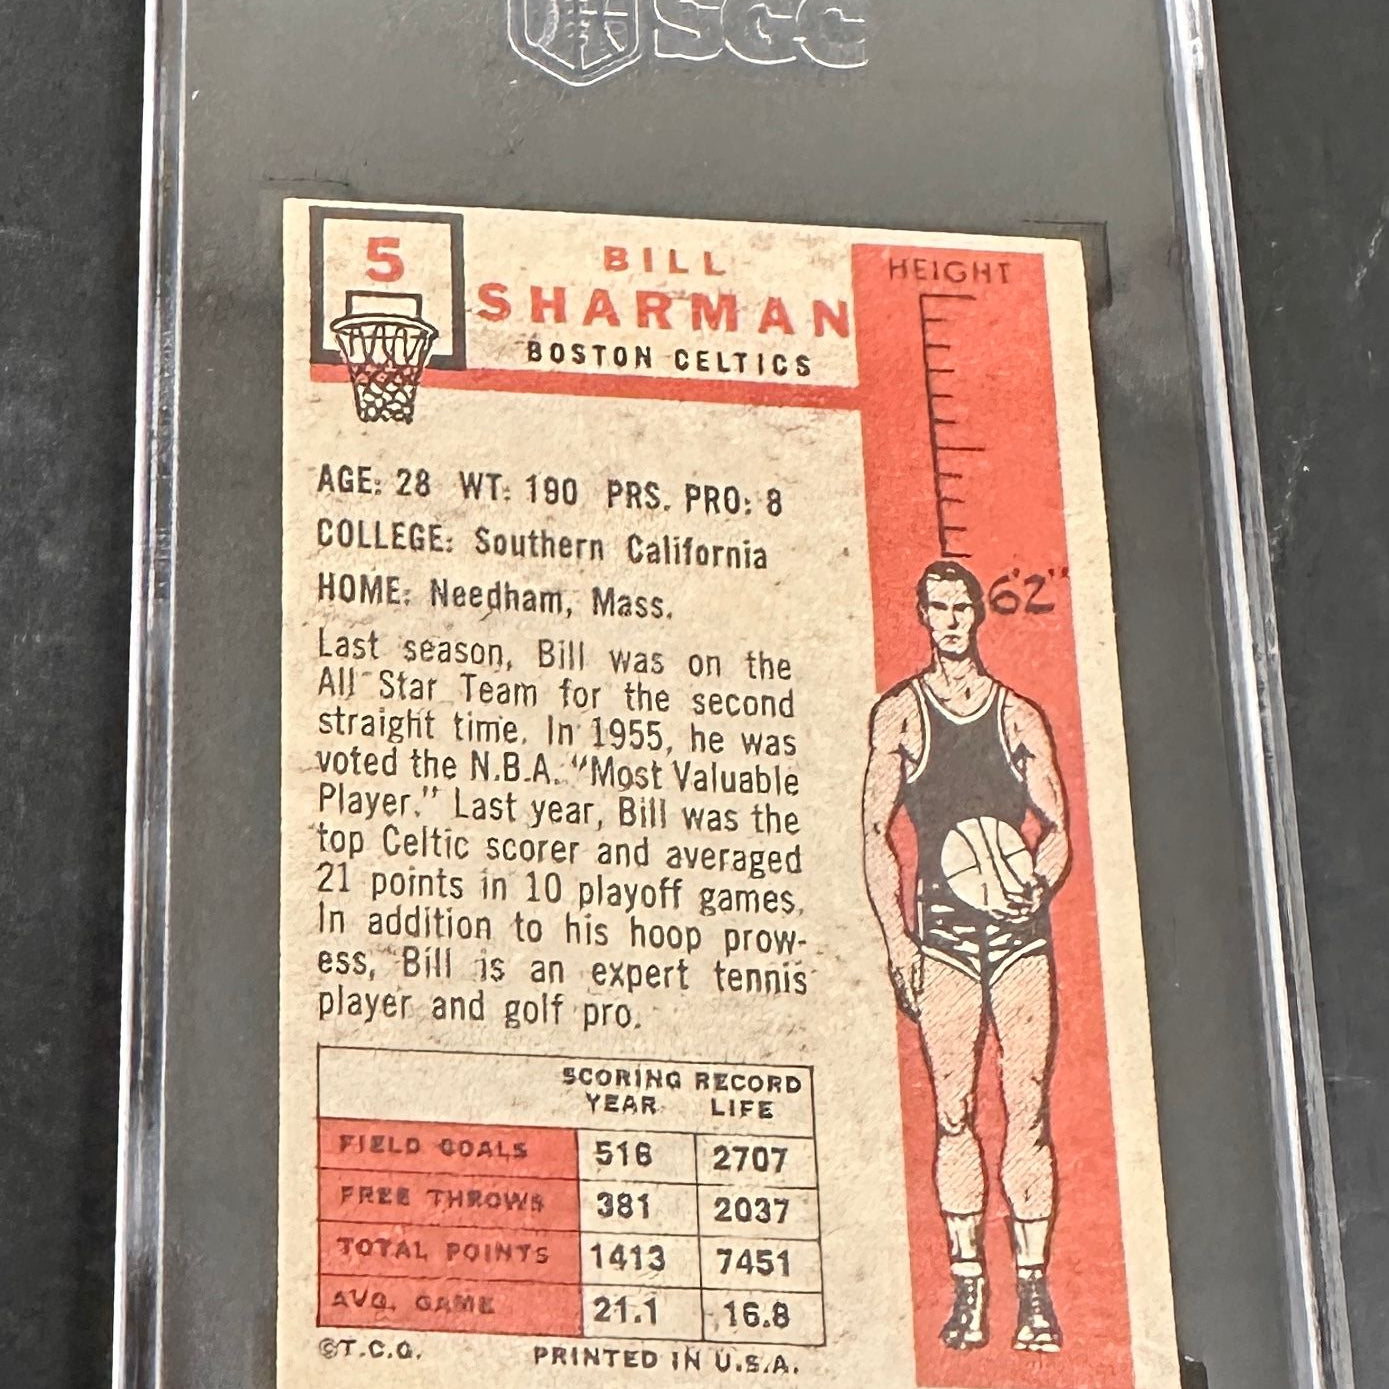 SGC
5
BILL
SHARMAN
BOSTON CELTICS
HEIGHT
6'2"
AGE: 28 WT: 190 PRS. PRO: 8
COLLEGE: Southern California
HOME: Needham, Mass.
Last season, Bill was on the
All Star Team for the second
straight time. In 1955, he was
voted the N.B.A. "Most Valuable
Player." Last year, Bill was the
top Celtic scorer and averaged
21 points in 10 playoff games.
In addition to his hoop prow-
ess, Bill is an expert tennis
player and golf pro.
SCORING RECORD
YEAR LIFE
FIELD GOALS 516 2707
FREE THROWS 381 2037
TOTAL POINTS 1413 7451
AVG. GAME 21.1 16.8
©T.C.G. PRINTED IN U.S.A.